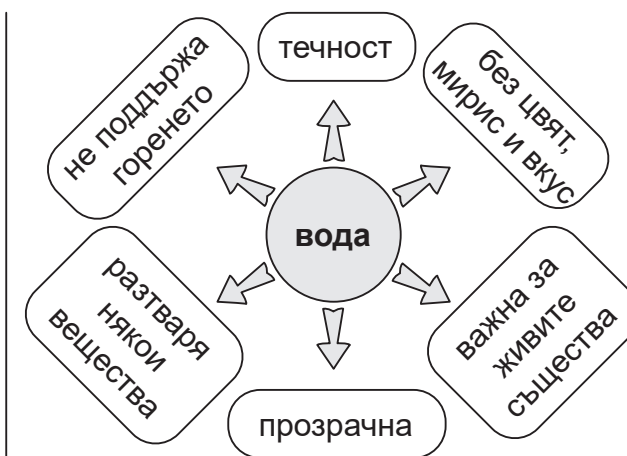 течност
не поддържа
горенето
без цвят,
мирис и вкус
вода
разтваря
някои
вещества
важна за
живите
същества
прозрачна